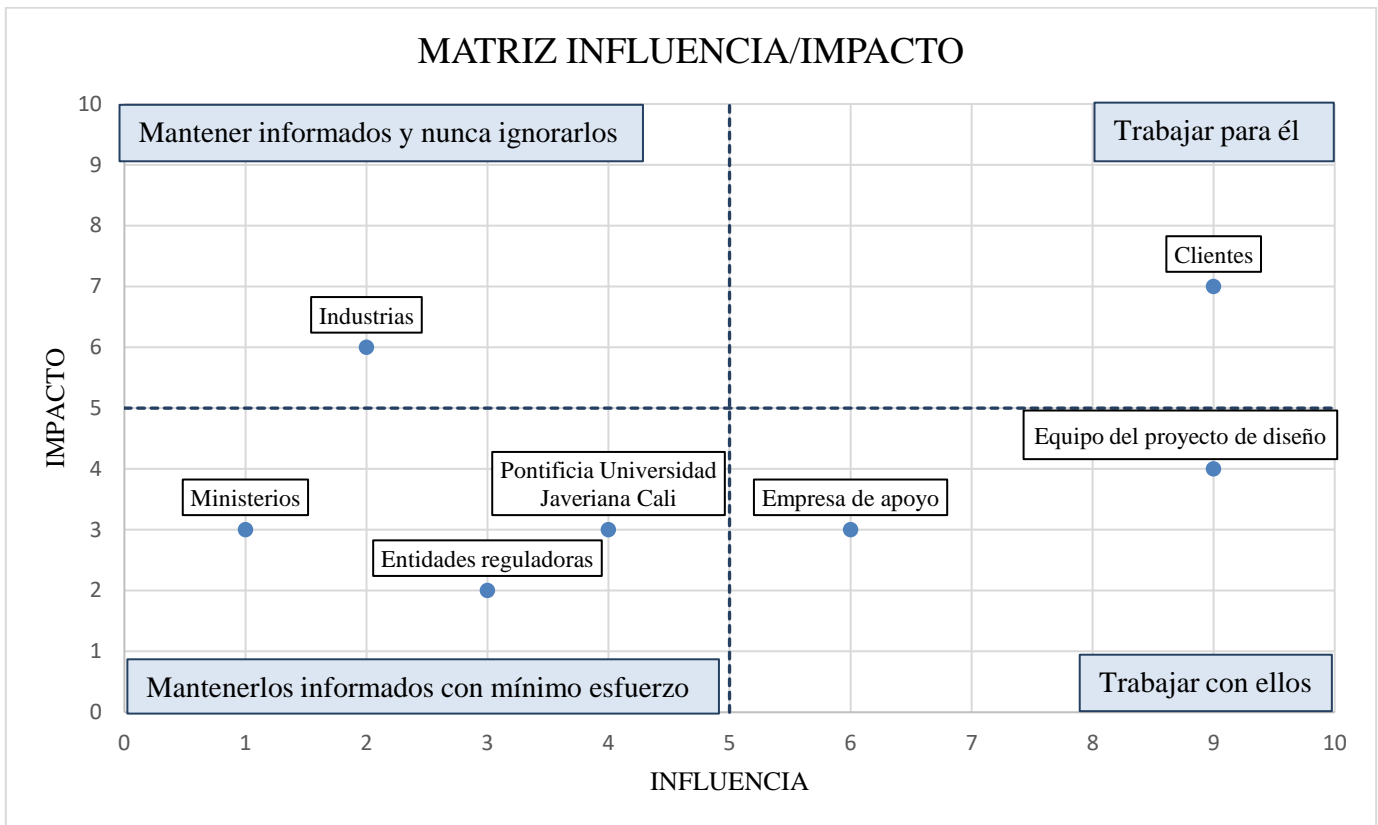 MATRIZ INFLUENCIA/IMPACTO
10
Mantener informados y nunca ignorarlos
Trabajar para él
9
8
Clientes
7
Industrias
6
IMPACTO
5
Equipo del proyecto de diseño
4
Pontificia Universidad
Javeriana Cali
Ministerios
Empresa de apoyo
3
Entidades reguladoras
2
1
Mantenerlos informados con mínimo esfuerzo
Trabajar con ellos
0
0 1 2 3 4 5 6 7 8 9 10
INFLUENCIA